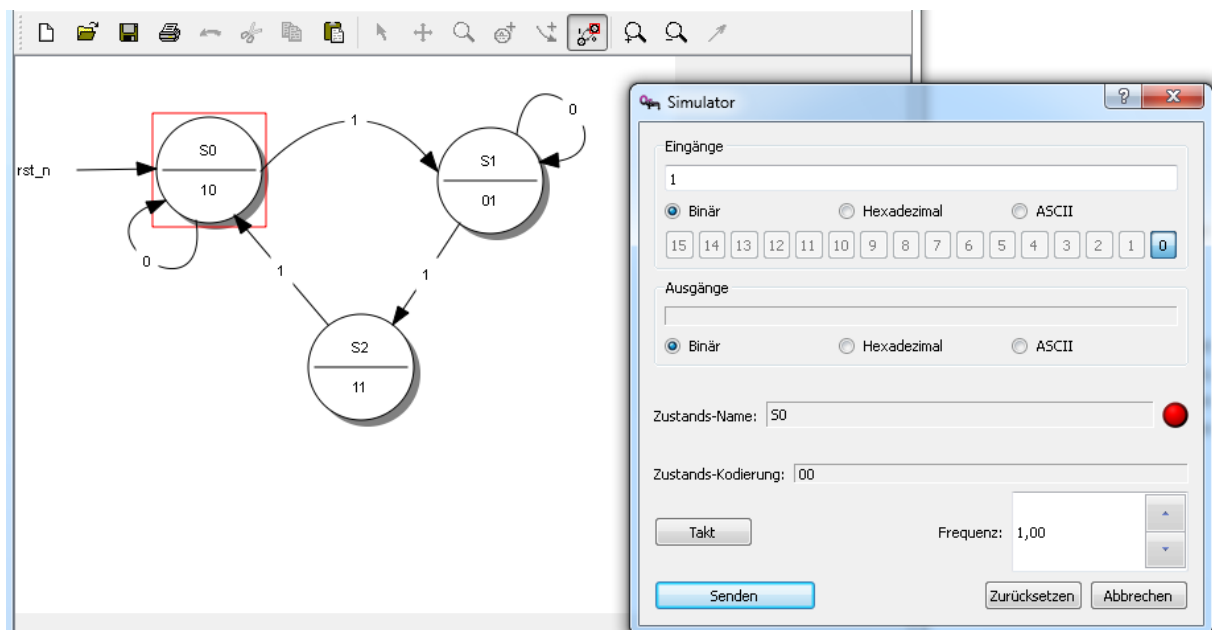 rst_n
S0
10
0
1
S1
01
0
1
1
S2
11
Simulator
Eingänge
1
Binär Hexadezimal ASCII
15 14 13 12 11 10 9 8 7 6 5 4 3 2 1 0
Ausgänge
Binär Hexadezimal ASCII
Zustands-Name: S0
Zustands-Kodierung: 00
Takt Frequenz: 1,00
Senden Zurücksetzen Abbrechen